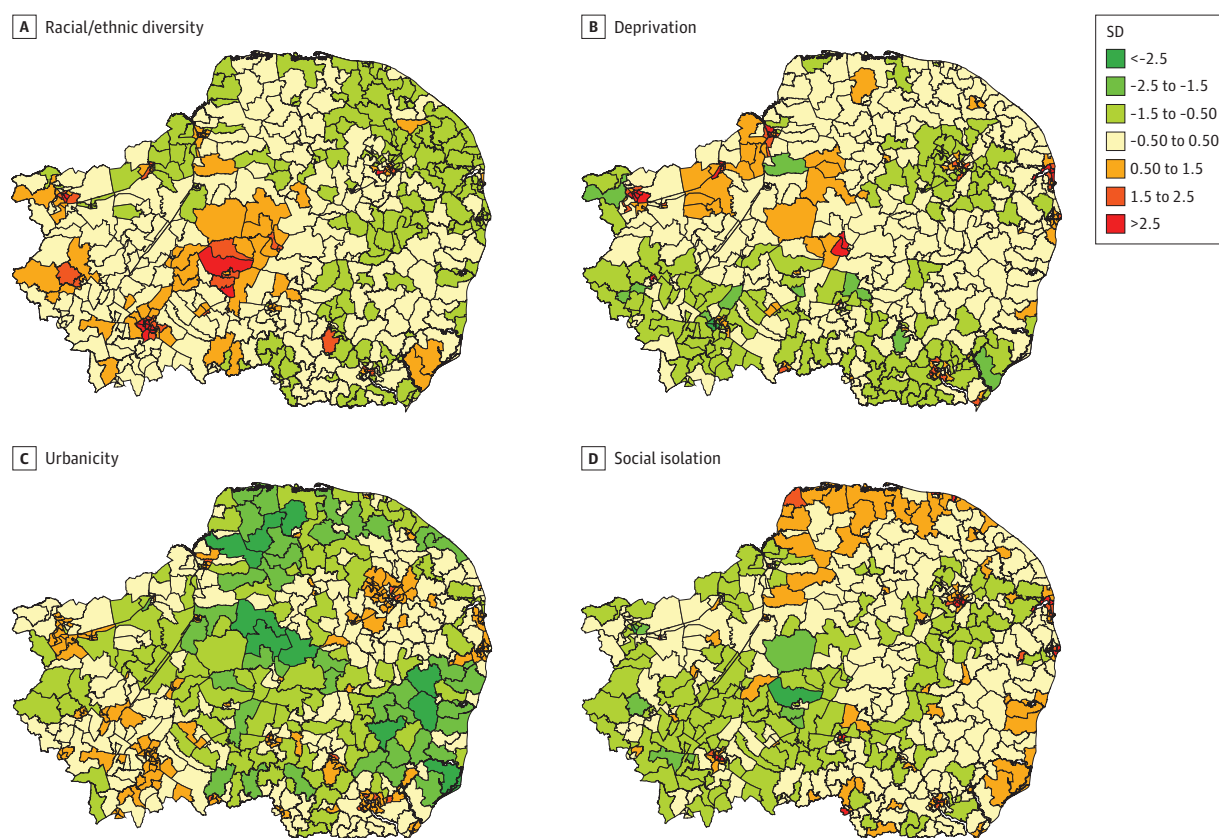 A Racial/ethnic diversity
B Deprivation
SD
<-2.5
-2.5 to -1.5
-1.5 to -0.50
-0.50 to 0.50
0.50 to 1.5
1.5 to 2.5
>2.5
C Urbanicity
D Social isolation